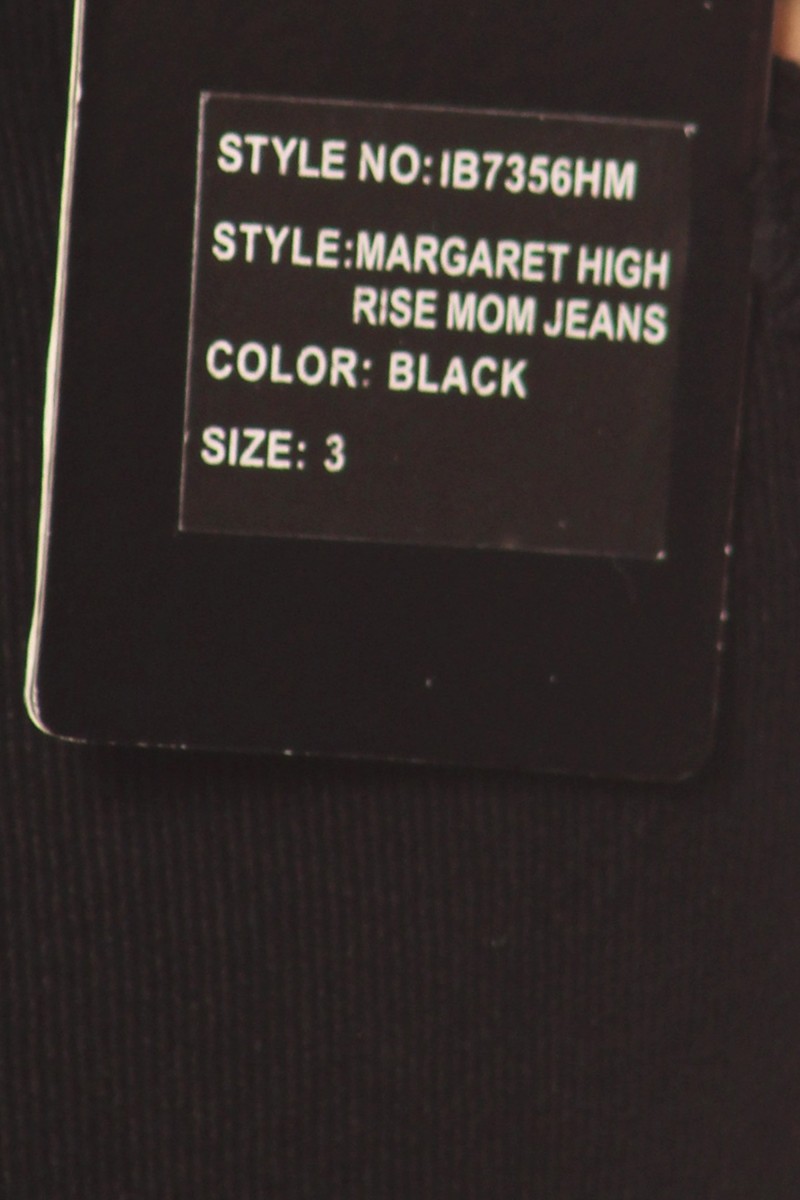 STYLE NO: IB7356HM
STYLE:MARGARET HIGH
RISE MOM JEANS
COLOR: BLACK
SIZE: 3